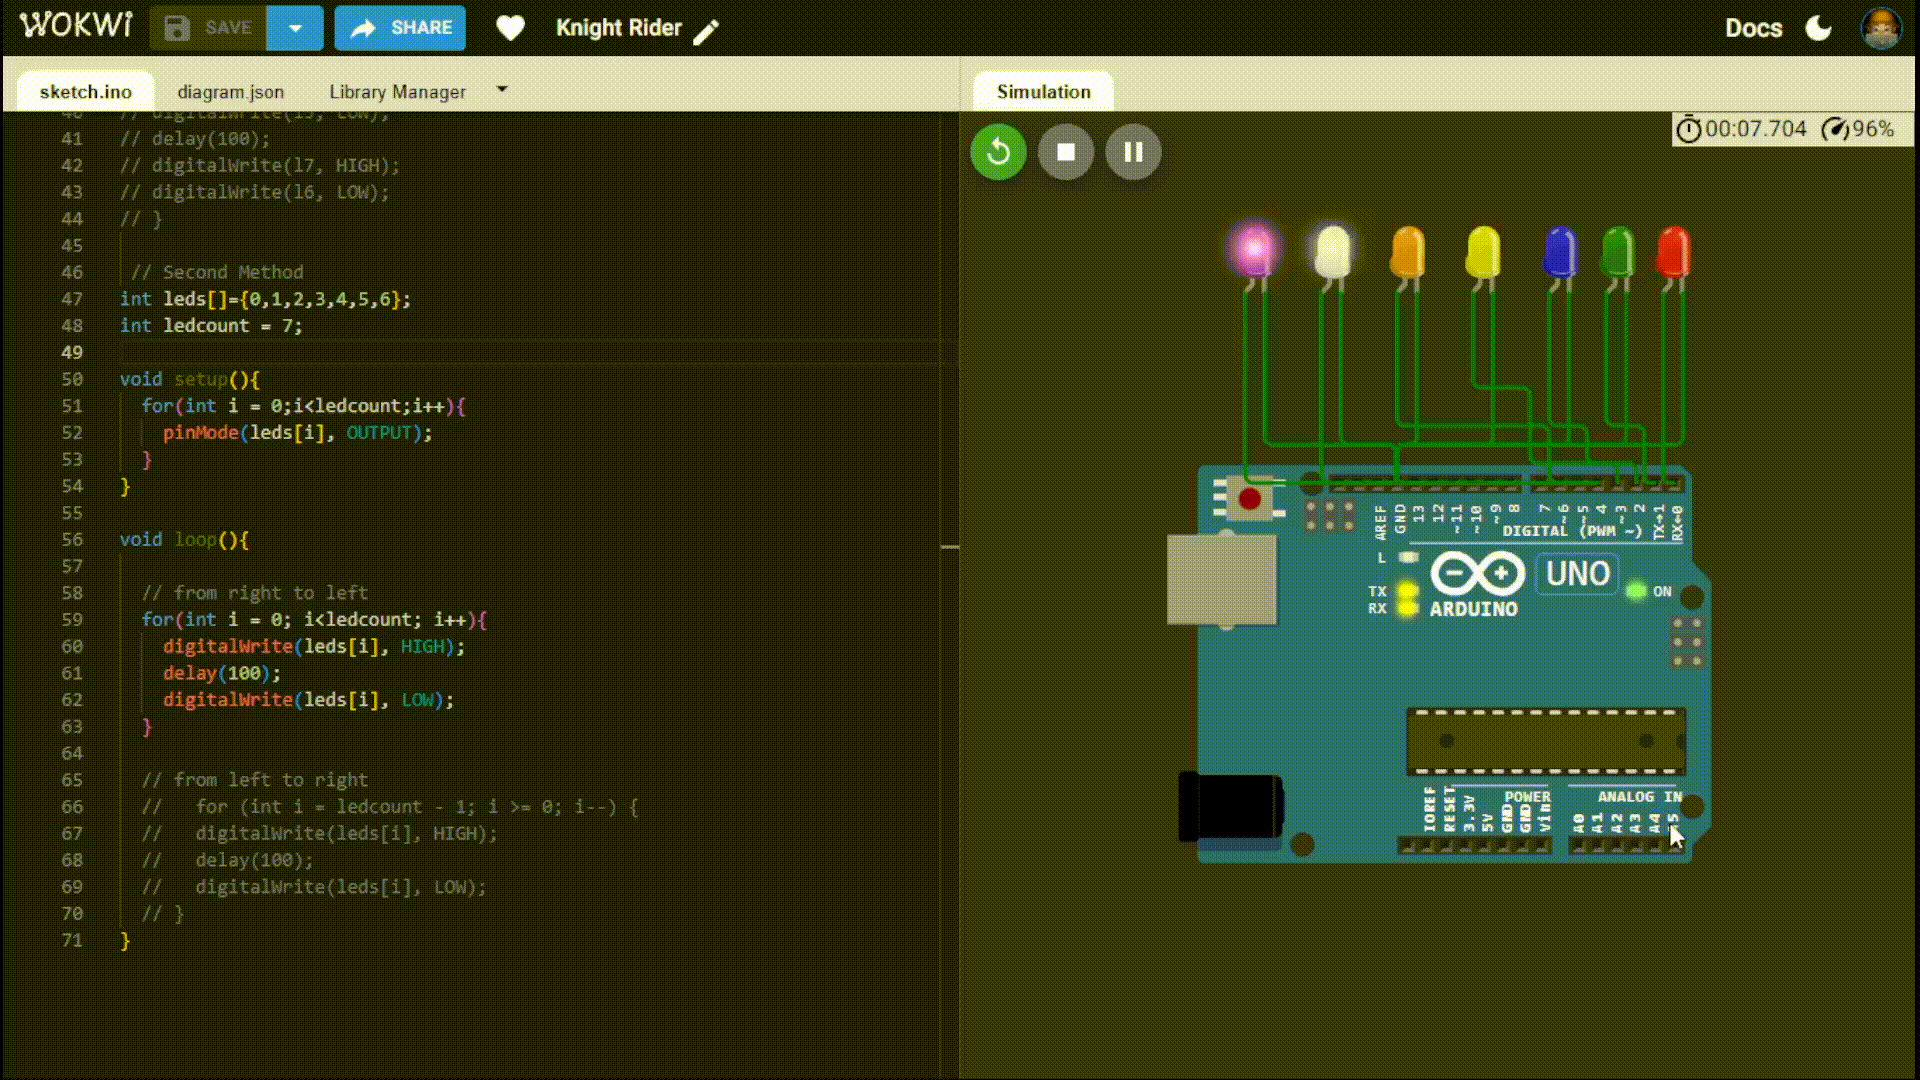 WOKWI SAVE SHARE Knight Rider Docs
sketch.ino diagram.json Library Manager Simulation
00:07.704 96%
40 // digitalWrite(l5, LOW);
41 // delay(100);
42 // digitalWrite(l7, HIGH);
43 // digitalWrite(l6, LOW);
44 // }
45
46 // Second Method
47 int leds[]={0,1,2,3,4,5,6};
48 int ledcount = 7;
49
50 void setup(){
51 for(int i = 0;i<ledcount;i++){
52 pinMode(leds[i], OUTPUT);
53 }
54 }
55
56 void loop(){
57
58 // from right to left
59 for(int i = 0; i<ledcount; i++){
60 digitalWrite(leds[i], HIGH);
61 delay(100);
62 digitalWrite(leds[i], LOW);
63 }
64
65 // from left to right
66 // for (int i = ledcount - 1; i >= 0; i--) {
67 // digitalWrite(leds[i], HIGH);
68 // delay(100);
69 // digitalWrite(leds[i], LOW);
70 // }
71 }
AREF GND 13 12 ~11 ~10 ~9 8 7 ~6 ~5 4 ~3 2 TX→1 RX←0
DIGITAL (PWM ~)
L
TX
RX
ARDUINO
UNO
ON
POWER
ANALOG IN
IOREF RESET 3.3V 5V GND GND Vin A0 A1 A2 A3 A4 A5